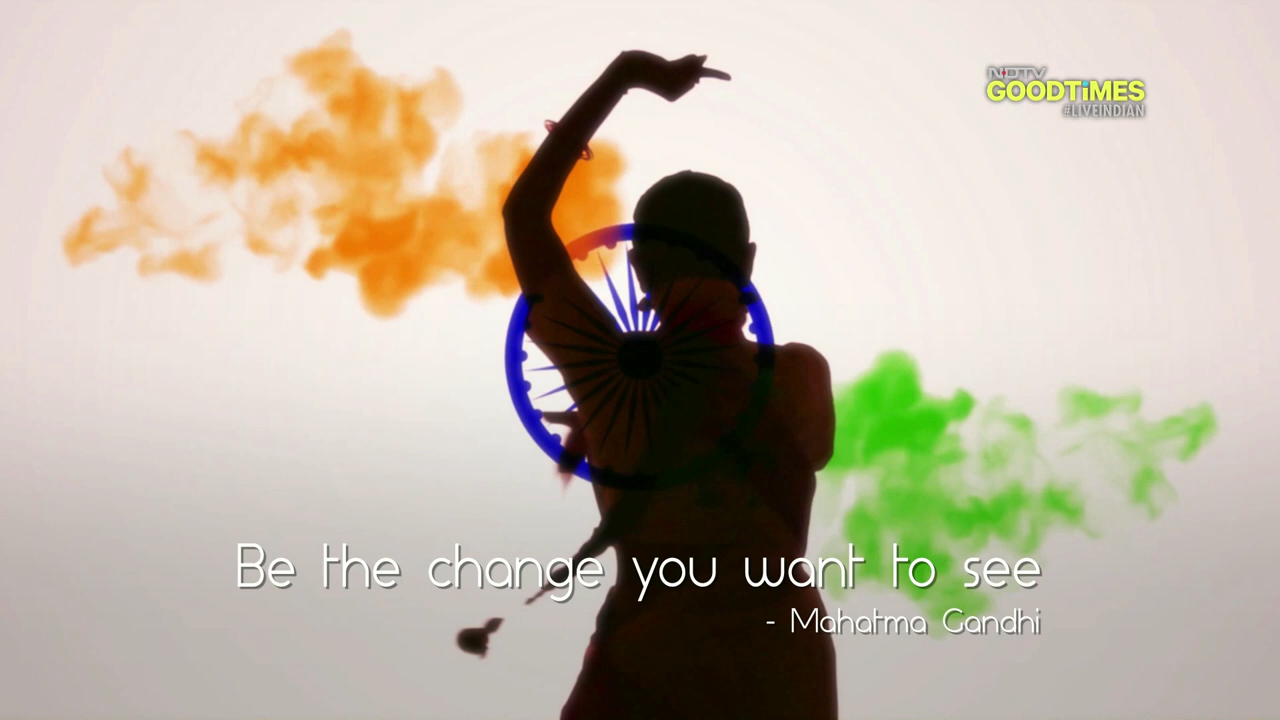 NDTV
GOODTiMES
#LIVEINDIAN
Be the change you want to see
- Mahatma Gandhi